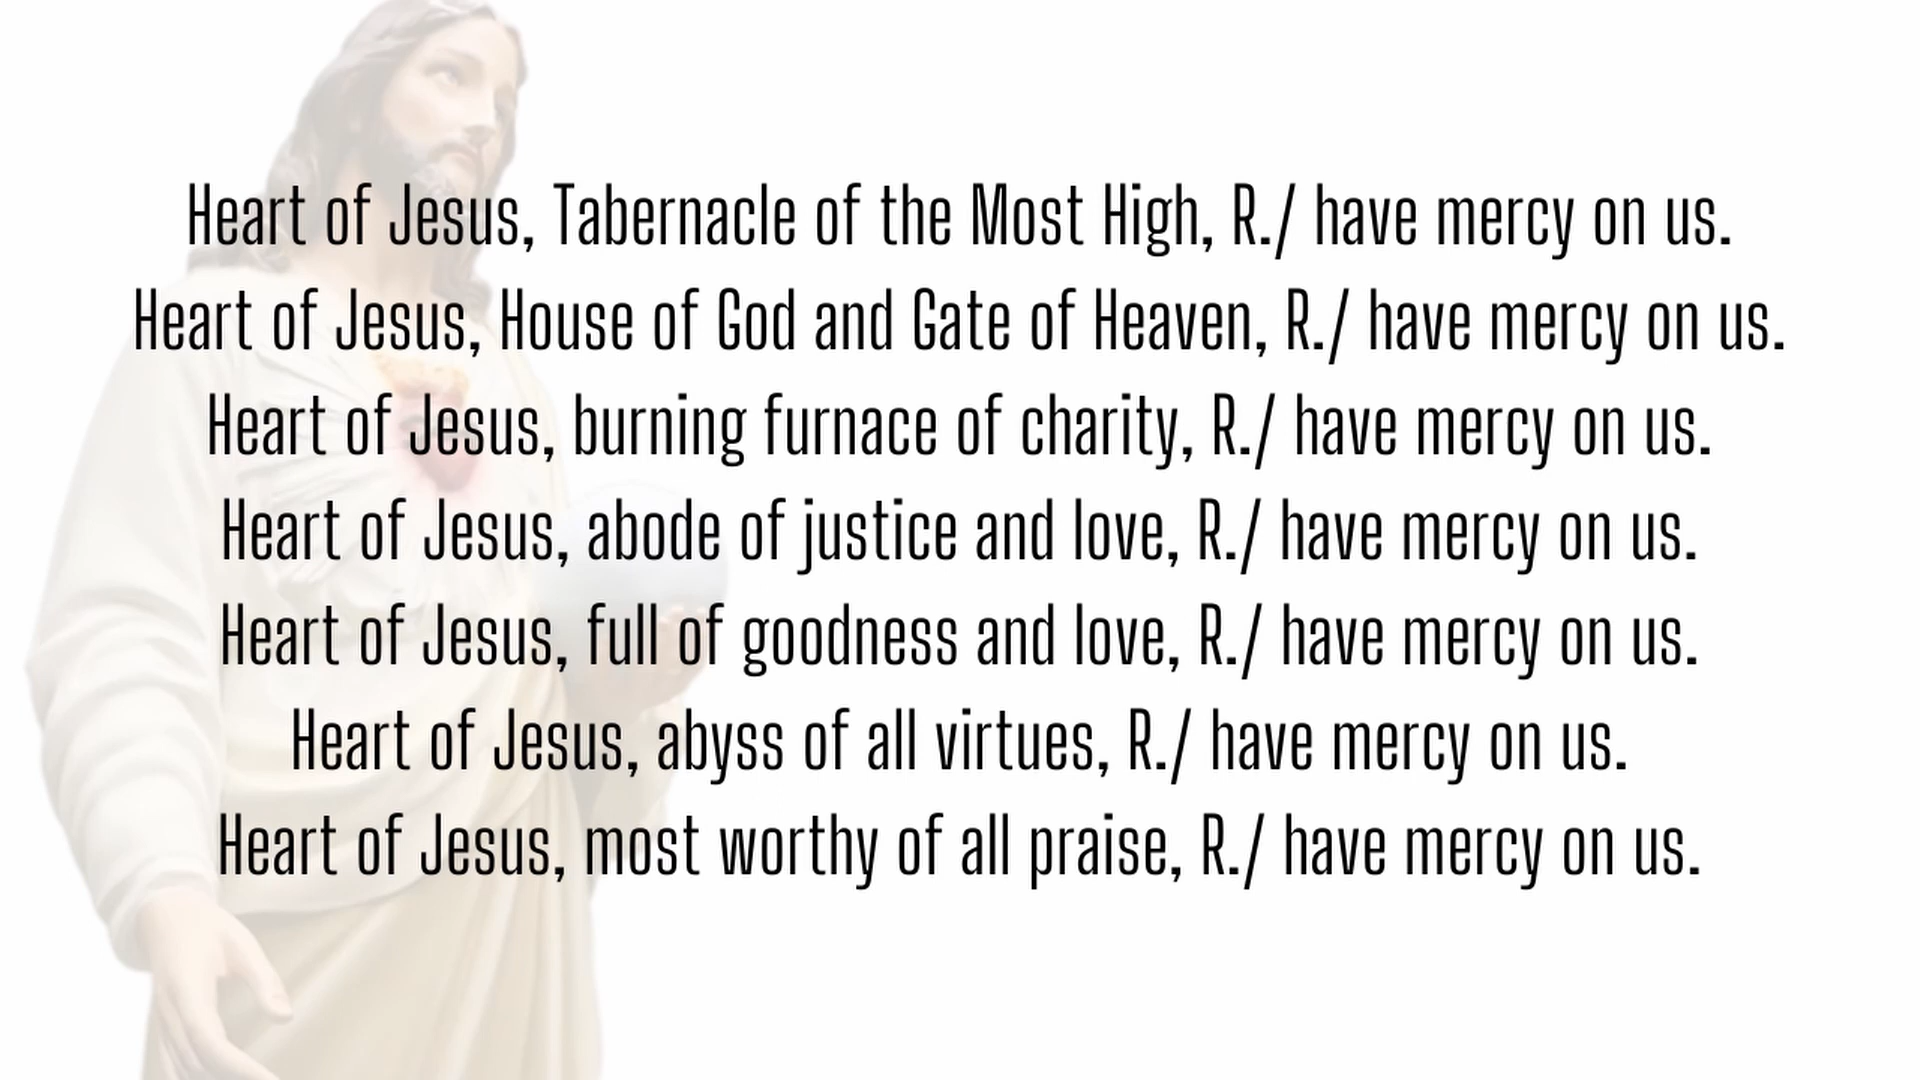 Heart of Jesus, Tabernacle of the Most High, R./ have mercy on us.
Heart of Jesus, House of God and Gate of Heaven, R./ have mercy on us.
Heart of Jesus, burning furnace of charity, R./ have mercy on us.
Heart of Jesus, abode of justice and love, R./ have mercy on us.
Heart of Jesus, full of goodness and love, R./ have mercy on us.
Heart of Jesus, abyss of all virtues, R./ have mercy on us.
Heart of Jesus, most worthy of all praise, R./ have mercy on us.